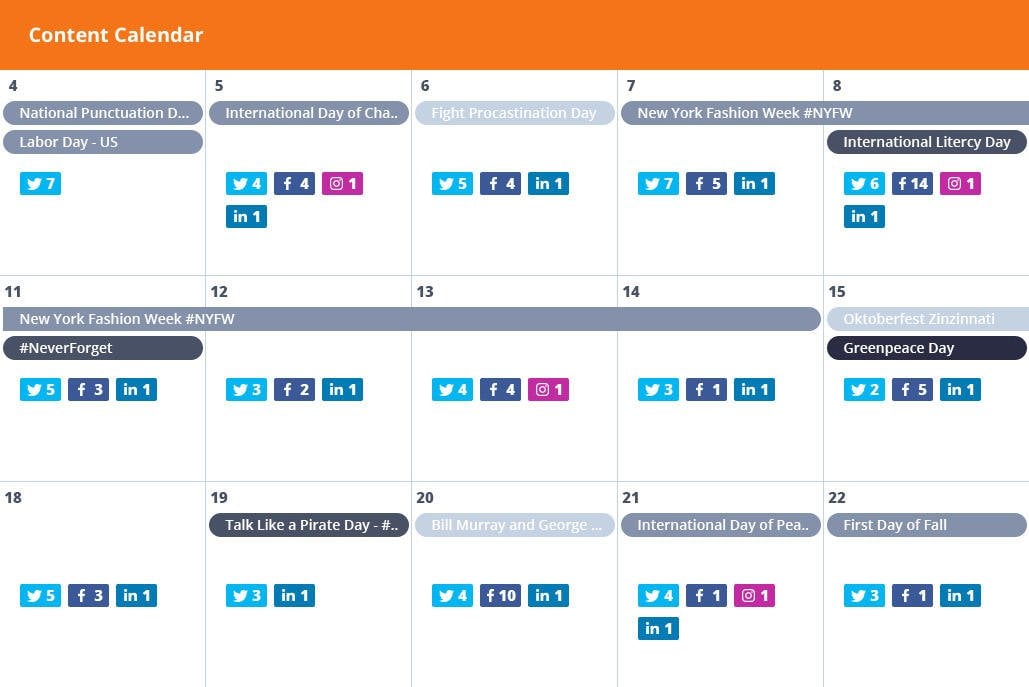 Content Calendar
4 5 6 7 8
National Punctuation D... International Day of Cha.. Fight Procastination Day New York Fashion Week #NYFW
Labor Day - US International Litercy Day
7 4 4 1 5 4 in 1 7 5 in 1 6 14 1
in 1 in 1
11 12 13 14 15
New York Fashion Week #NYFW Oktoberfest Zinzinnati
#NeverForget Greenpeace Day
5 3 in 1 3 2 in 1 4 4 1 3 1 in 1 2 5 in 1
18 19 20 21 22
Talk Like a Pirate Day - #.. Bill Murray and George ... International Day of Pea.. First Day of Fall
5 3 in 1 3 in 1 4 10 in 1 4 1 1 3 1 in 1
in 1